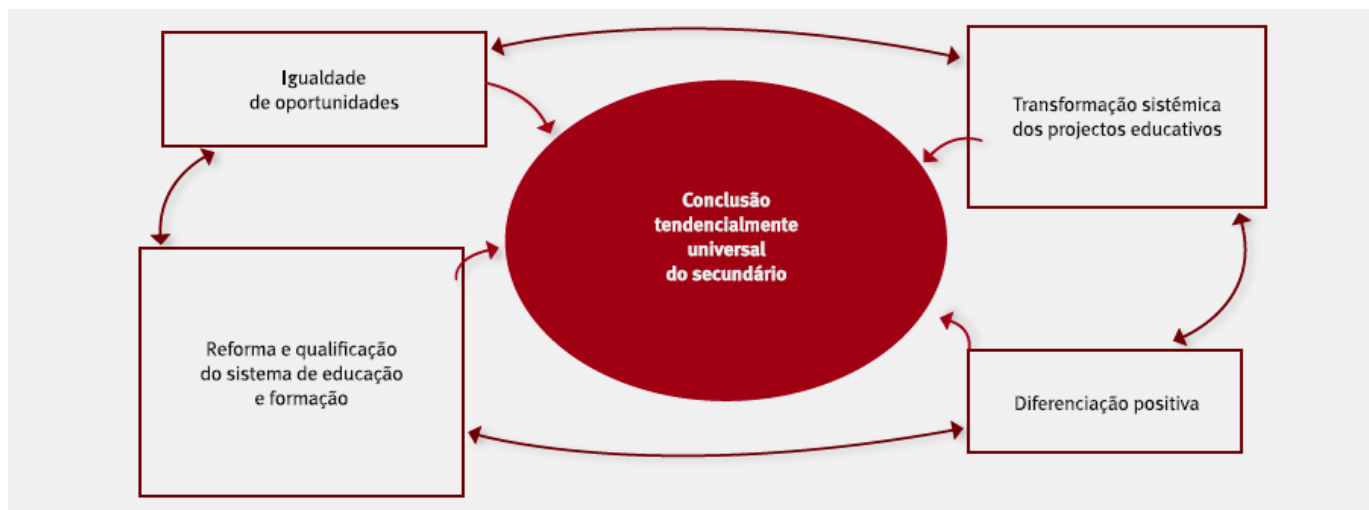 Igualdade
de oportunidades
Transformação sistémica
dos projectos educativos
Conclusão
tendencialmente
universal
do secundário
Reforma e qualificação
do sistema de educação
e formação
Diferenciação positiva